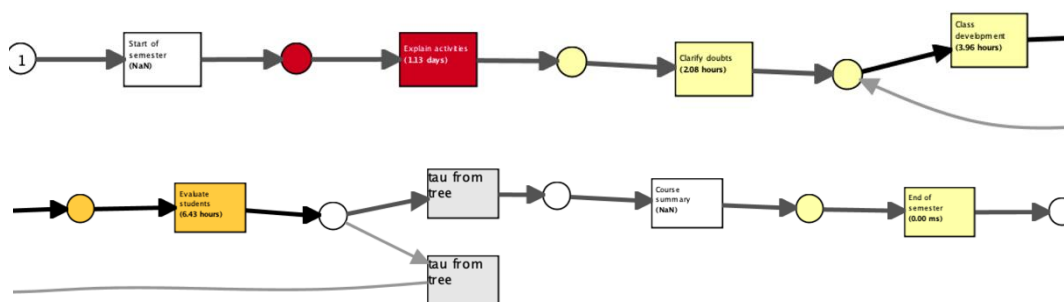 1
Start of
semester
(NaN)
Explain activities
(1.13 days)
Clarify doubts
(2.08 hours)
Class
development
(3.96 hours)
Evaluate
students
(6.43 hours)
tau from
tree
Course
summary
(NaN)
End of
semester
(0.00 ms)
tau from
tree